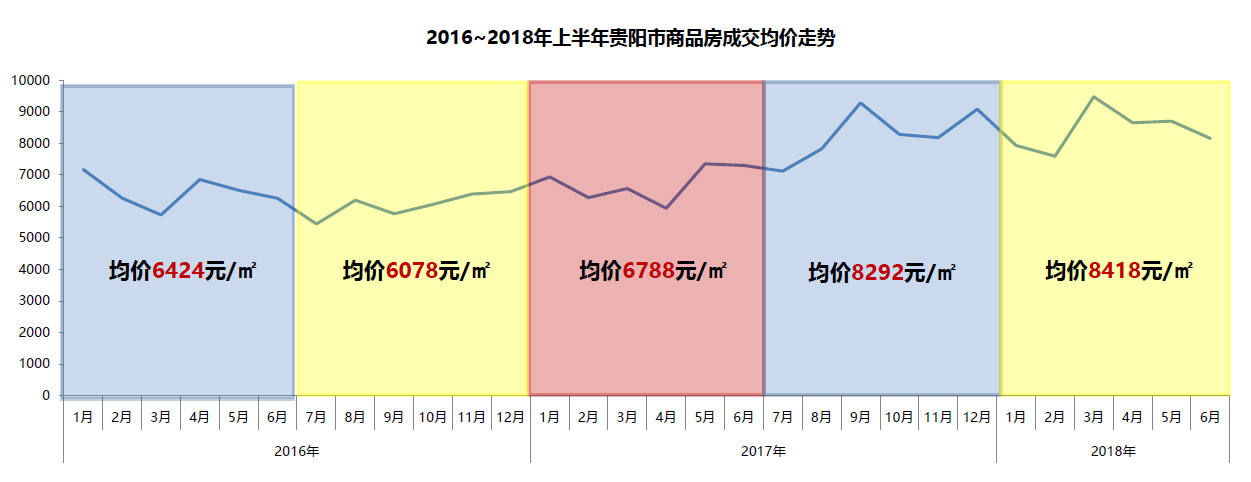 2016~2018年上半年贵阳市商品房成交均价走势
10000
9000
8000
7000
6000
5000
4000
3000
2000
1000
0
均价6424元/㎡
均价6078元/㎡
均价6788元/㎡
均价8292元/㎡
均价8418元/㎡
1月 2月 3月 4月 5月 6月 7月 8月 9月 10月 11月 12月 1月 2月 3月 4月 5月 6月 7月 8月 9月 10月 11月 12月 1月 2月 3月 4月 5月 6月
2016年 2017年 2018年